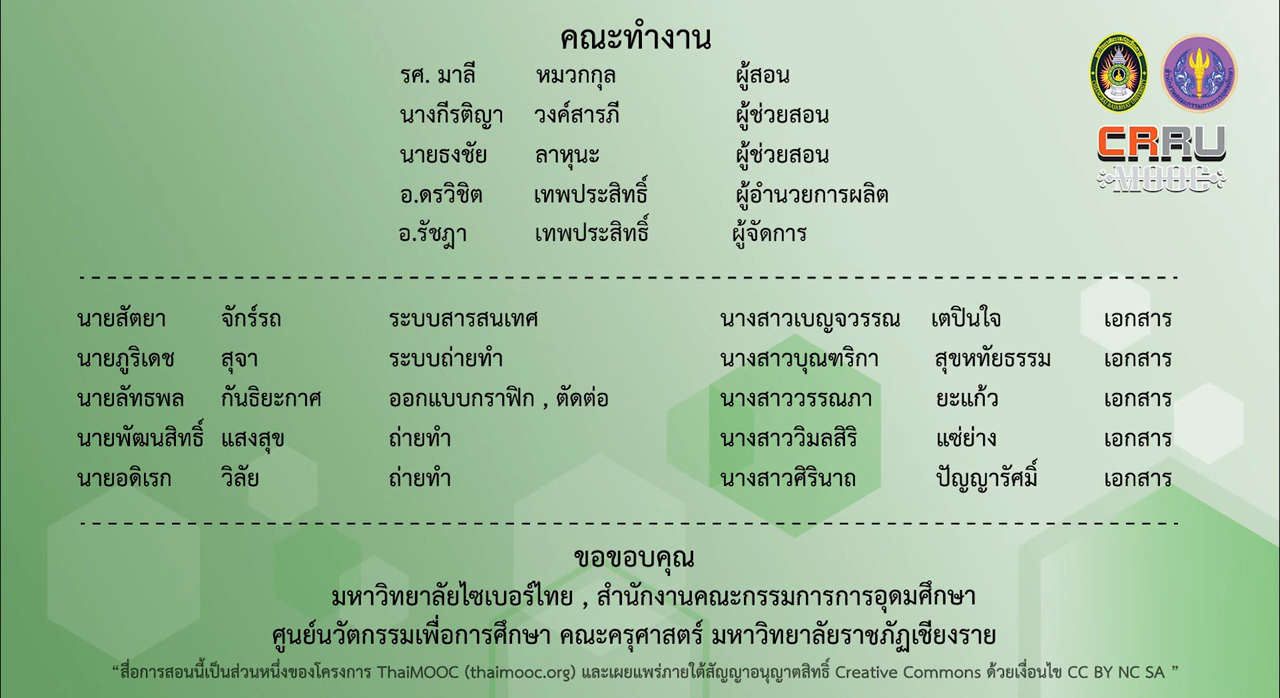 คณะทำงาน
รศ. มาลี หมวกกุล ผู้สอน
นางกีรติญา วงค์สารภี ผู้ช่วยสอน
นายธงชัย ลาหุนะ ผู้ช่วยสอน
อ.ดรวิชิต เทพประสิทธิ์ ผู้อำนวยการผลิต
อ.รัชฎา เทพประสิทธิ์ ผู้จัดการ
CRRU
MOOC
นายสัตยา จักร์รถ ระบบสารสนเทศ นางสาวเบญจวรรณ เตปินใจ เอกสาร
นายภูริเดช สุจา ระบบถ่ายทำ นางสาวบุณฑริกา สุขหทัยธรรม เอกสาร
นายลัทธพล กันธิยะกาศ ออกแบบกราฟิก , ตัดต่อ นางสาววรรณภา ยะแก้ว เอกสาร
นายพัฒนสิทธิ์ แสงสุข ถ่ายทำ นางสาววิมลสิริ แซ่ย่าง เอกสาร
นายอดิเรก วิลัย ถ่ายทำ นางสาวศิรินาถ ปัญญารัศมิ์ เอกสาร
ขอขอบคุณ
มหาวิทยาลัยไซเบอร์ไทย , สำนักงานคณะกรรมการการอุดมศึกษา
ศูนย์นวัตกรรมเพื่อการศึกษา คณะครุศาสตร์ มหาวิทยาลัยราชภัฏเชียงราย
“สื่อการสอนนี้เป็นส่วนหนึ่งของโครงการ ThaiMOOC (thaimooc.org) และเผยแพร่ภายใต้สัญญาอนุญาตสิทธิ์ Creative Commons ด้วยเงื่อนไข CC BY NC SA ”